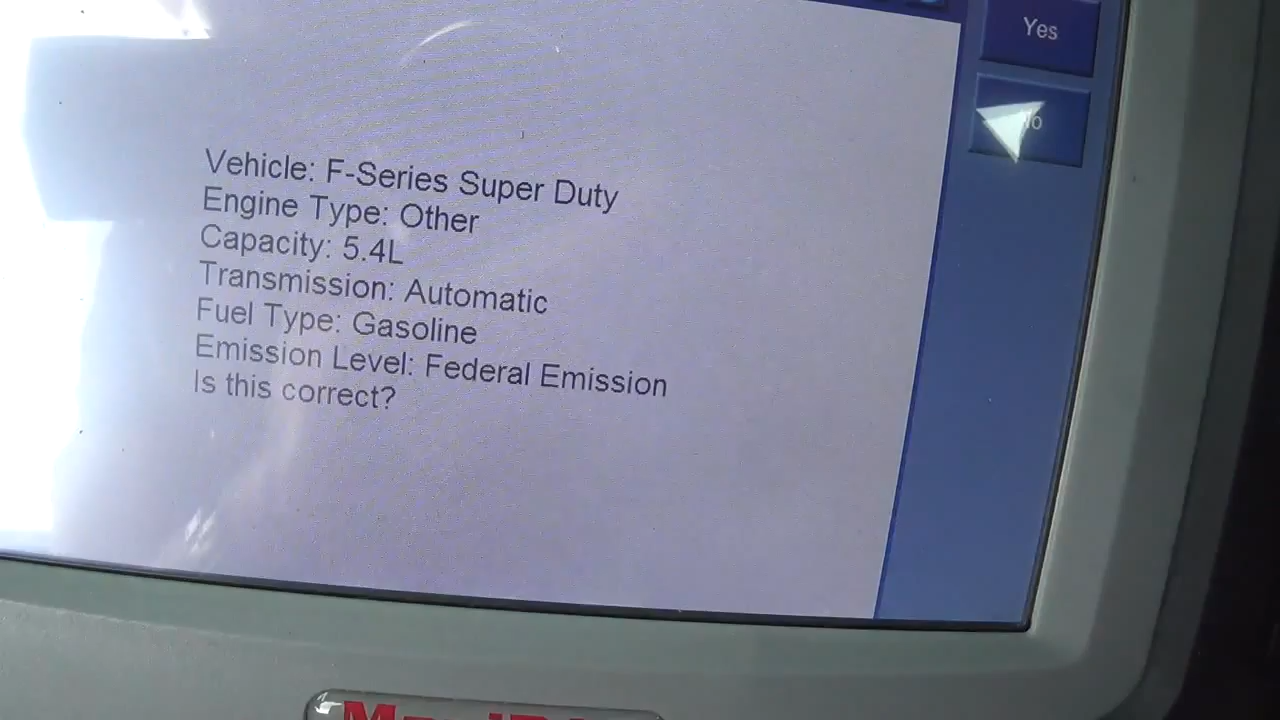 Yes
No
Vehicle: F-Series Super Duty
Engine Type: Other
Capacity: 5.4L
Transmission: Automatic
Fuel Type: Gasoline
Emission Level: Federal Emission
Is this correct?